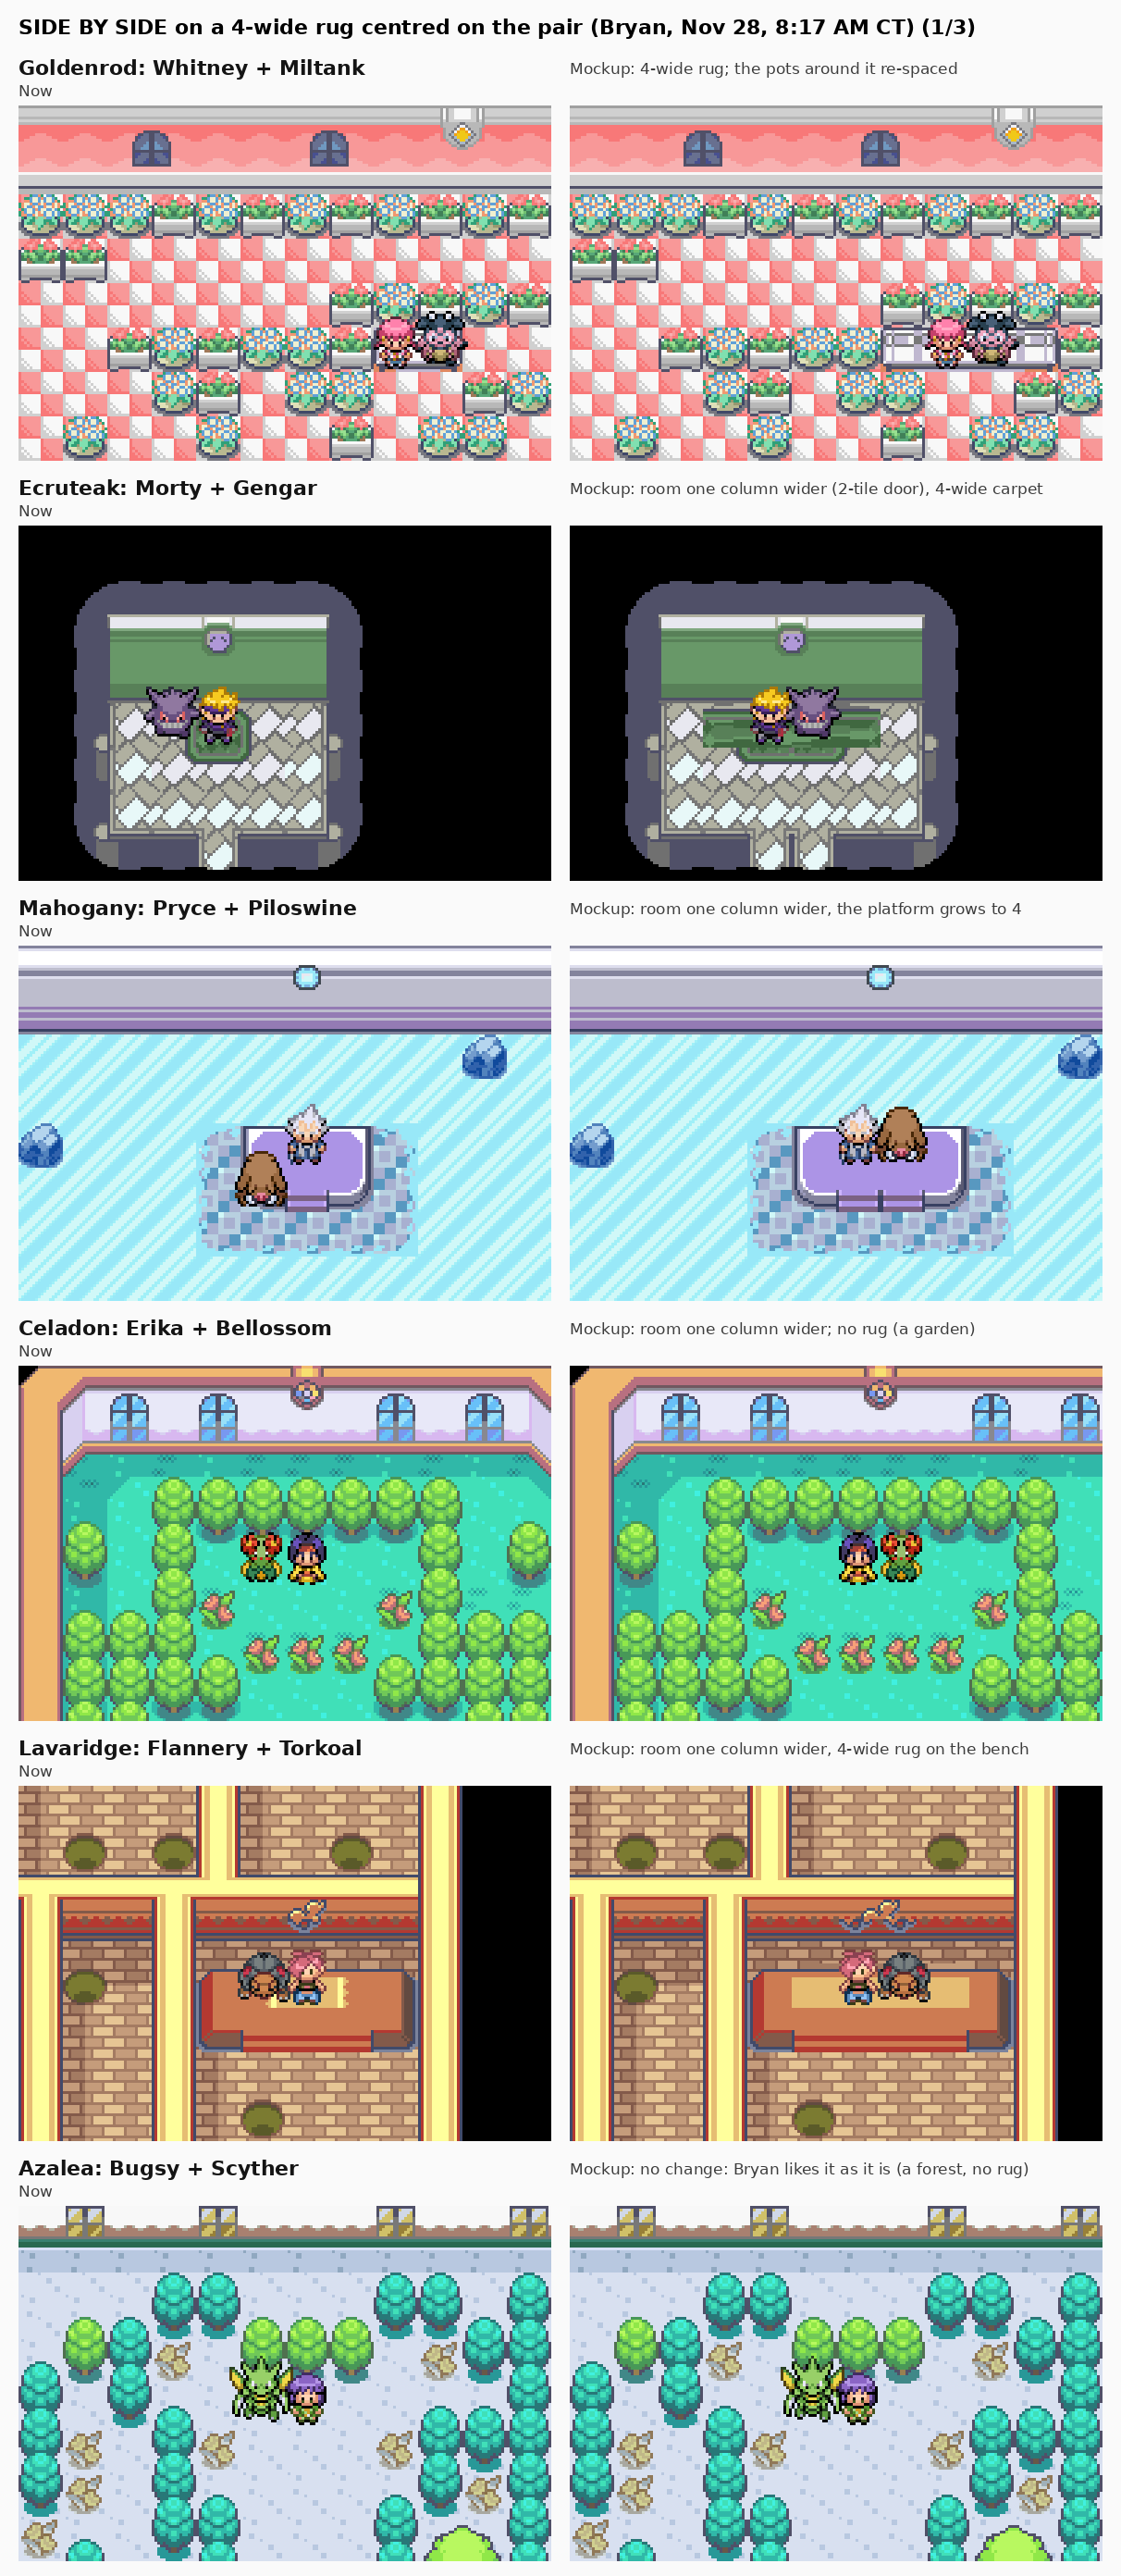 SIDE BY SIDE on a 4-wide rug centred on the pair (Bryan, Nov 28, 8:17 AM CT) (1/3)
Goldenrod: Whitney + Miltank
Mockup: 4-wide rug; the pots around it re-spaced
Now
Ecruteak: Morty + Gengar
Mockup: room one column wider (2-tile door), 4-wide carpet
Now
Mahogany: Pryce + Piloswine
Mockup: room one column wider, the platform grows to 4
Now
Celadon: Erika + Bellossom
Mockup: room one column wider; no rug (a garden)
Now
Lavaridge: Flannery + Torkoal
Mockup: room one column wider, 4-wide rug on the bench
Now
Azalea: Bugsy + Scyther
Mockup: no change: Bryan likes it as it is (a forest, no rug)
Now